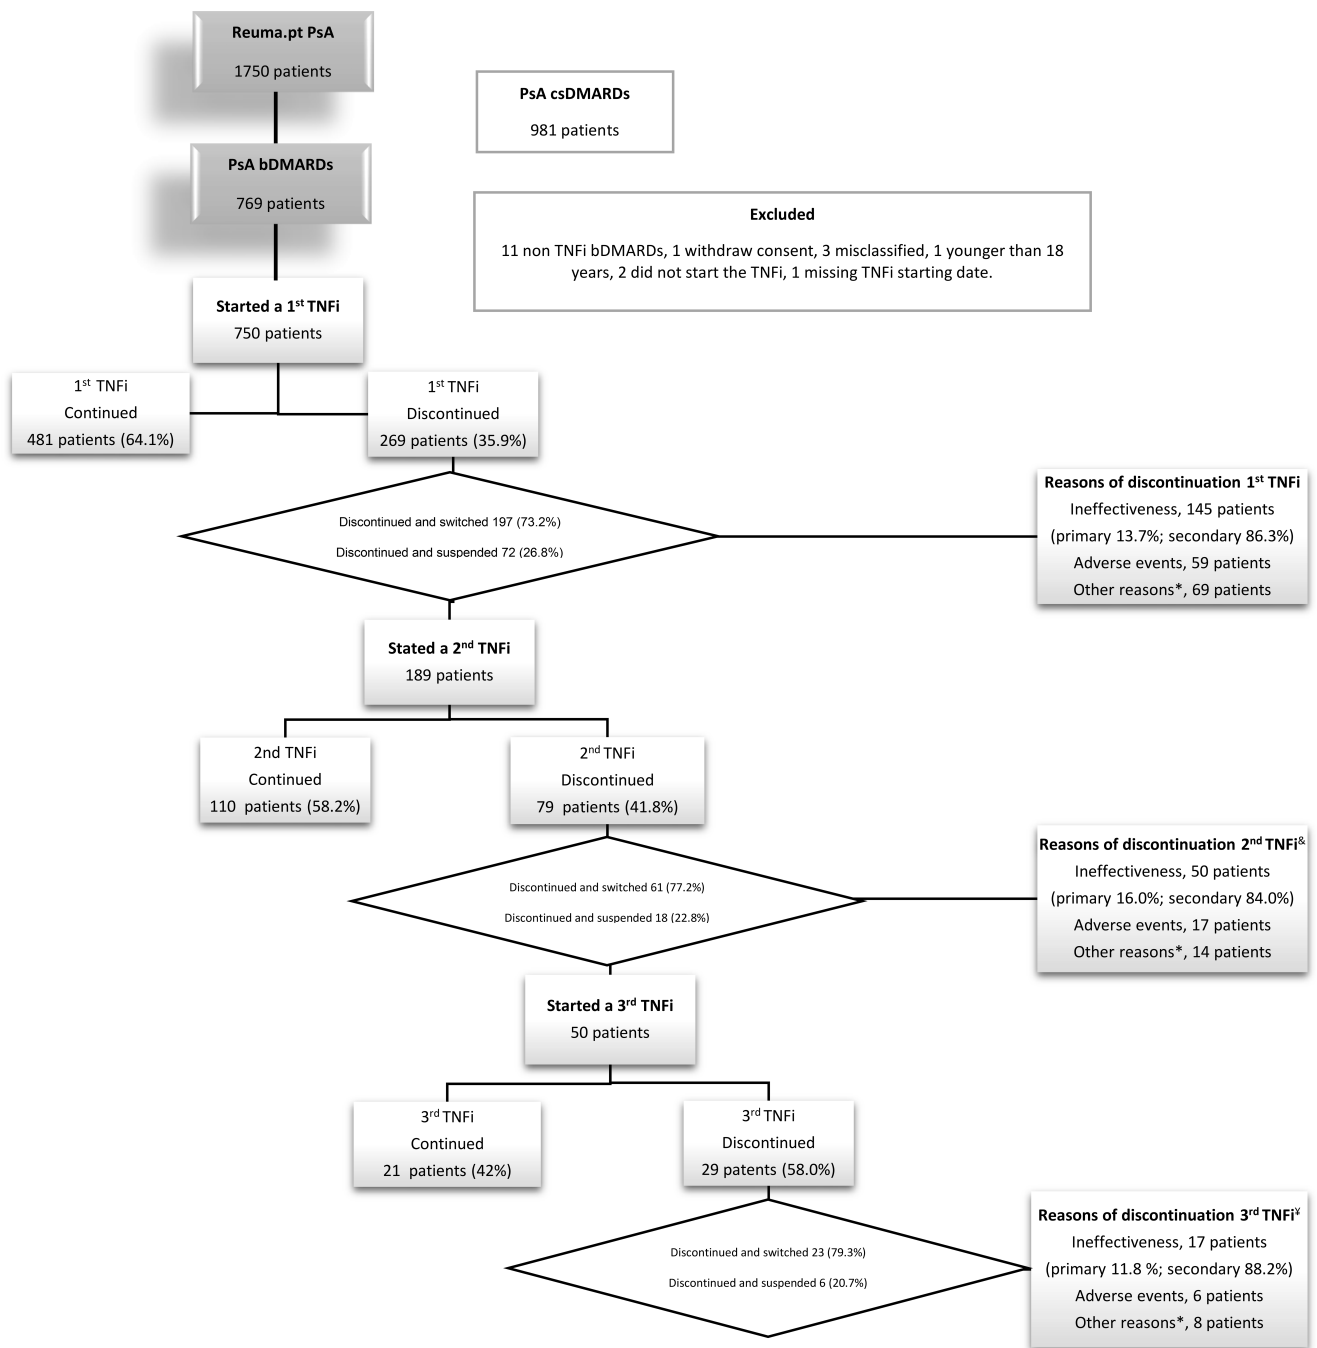 Reuma.pt PsA
1750 patients
PsA csDMARDs
981 patients
PsA bDMARDs
769 patients
Excluded
11 non TNFi bDMARDs, 1 withdraw consent, 3 misclassified, 1 younger than 18
years, 2 did not start the TNFi, 1 missing TNFi starting date.
Started a 1st TNFi
750 patients
1st TNFi
Continued
481 patients (64.1%)
1st TNFi
Discontinued
269 patients (35.9%)
Discontinued and switched 197 (73.2%)
Discontinued and suspended 72 (26.8%)
Reasons of discontinuation 1st TNFi
Ineffectiveness, 145 patients
(primary 13.7%; secondary 86.3%)
Adverse events, 59 patients
Other reasons*, 69 patients
Stated a 2nd TNFi
189 patients
2nd TNFi
Continued
110 patients (58.2%)
2nd TNFi
Discontinued
79 patients (41.8%)
Discontinued and switched 61 (77.2%)
Discontinued and suspended 18 (22.8%)
Reasons of discontinuation 2nd TNFi&
Ineffectiveness, 50 patients
(primary 16.0%; secondary 84.0%)
Adverse events, 17 patients
Other reasons*, 14 patients
Started a 3rd TNFi
50 patients
3rd TNFi
Continued
21 patients (42%)
3rd TNFi
Discontinued
29 patents (58.0%)
Discontinued and switched 23 (79.3%)
Discontinued and suspended 6 (20.7%)
Reasons of discontinuation 3rd TNFi¥
Ineffectiveness, 17 patients
(primary 11.8 %; secondary 88.2%)
Adverse events, 6 patients
Other reasons*, 8 patients